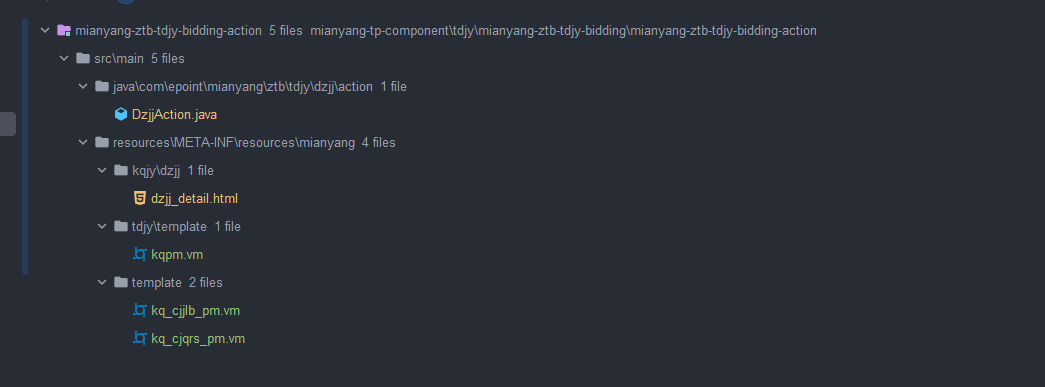 mianyang-ztb-tdjy-bidding-action 5 files mianyang-tp-component\tdjy\mianyang-ztb-tdjy-bidding\mianyang-ztb-tdjy-bidding-action
src\main 5 files
java\com\epoint\mianyang\ztb\tdjy\dzjj\action 1 file
DzjjAction.java
resources\META-INF\resources\mianyang 4 files
kqjy\dzjj 1 file
dzjj_detail.html
tdjy\template 1 file
kqpm.vm
template 2 files
kq_cjjlb_pm.vm
kq_cjqrs_pm.vm